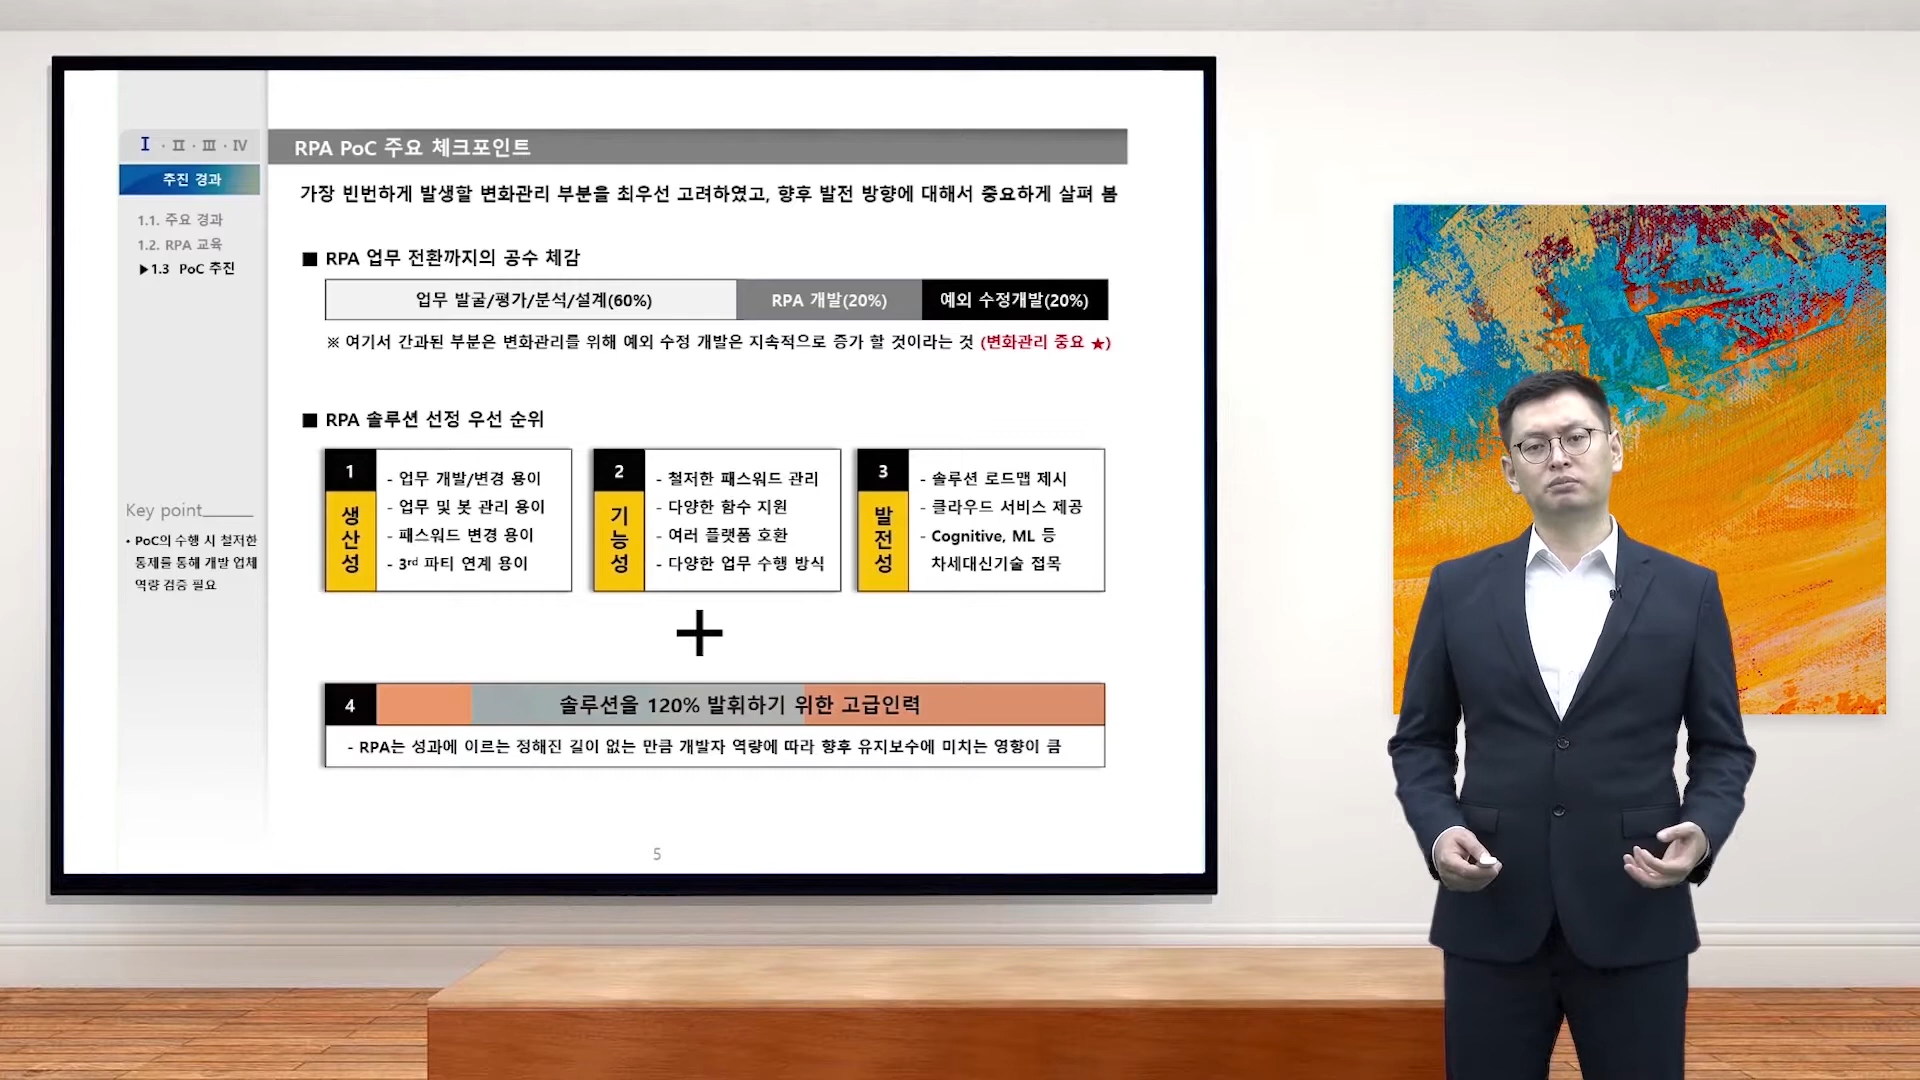 I · II · III · IV
추진 경과
1.1. 주요 경과
1.2. RPA 교육
▶1.3 PoC 추진
Key point
• PoC의 수행 시 철저한
통제를 통해 개발 업체
역량 검증 필요
RPA PoC 주요 체크포인트
가장 빈번하게 발생할 변화관리 부분을 최우선 고려하였고, 향후 발전 방향에 대해서 중요하게 살펴 봄
■ RPA 업무 전환까지의 공수 체감
업무 발굴/평가/분석/설계(60%)
RPA 개발(20%)
예외 수정개발(20%)
※ 여기서 간과된 부분은 변화관리를 위해 예외 수정 개발은 지속적으로 증가 할 것이라는 것 (변화관리 중요 ★)
■ RPA 솔루션 선정 우선 순위
1
생산성
- 업무 개발/변경 용이
- 업무 및 봇 관리 용이
- 패스워드 변경 용이
- 3rd 파티 연계 용이
2
기능성
- 철저한 패스워드 관리
- 다양한 함수 지원
- 여러 플랫폼 호환
- 다양한 업무 수행 방식
3
발전성
- 솔루션 로드맵 제시
- 클라우드 서비스 제공
- Cognitive, ML 등
차세대신기술 접목
+
4
솔루션을 120% 발휘하기 위한 고급인력
- RPA는 성과에 이르는 정해진 길이 없는 만큼 개발자 역량에 따라 향후 유지보수에 미치는 영향이 큼
5